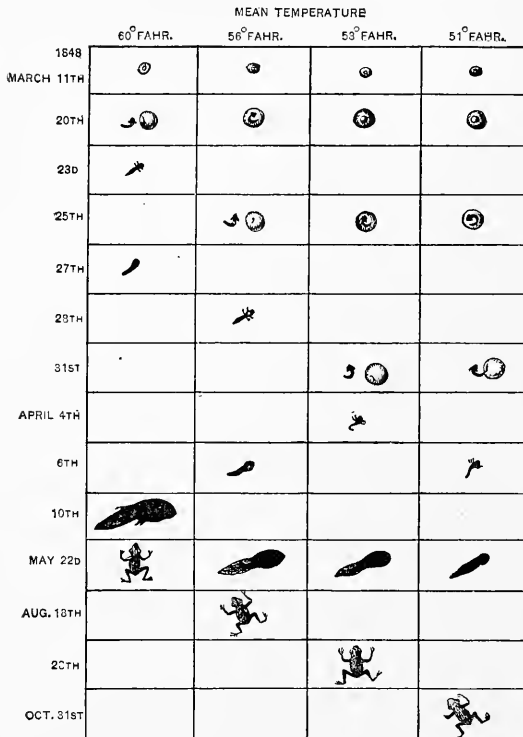 MEAN TEMPERATURE
60° FAHR. 56° FAHR. 53° FAHR. 51° FAHR.
1848
MARCH 11TH
20TH
23D
25TH
27TH
28TH
31ST
APRIL 4TH
6TH
10TH
MAY 22D
AUG. 18TH
20TH
OCT. 31ST